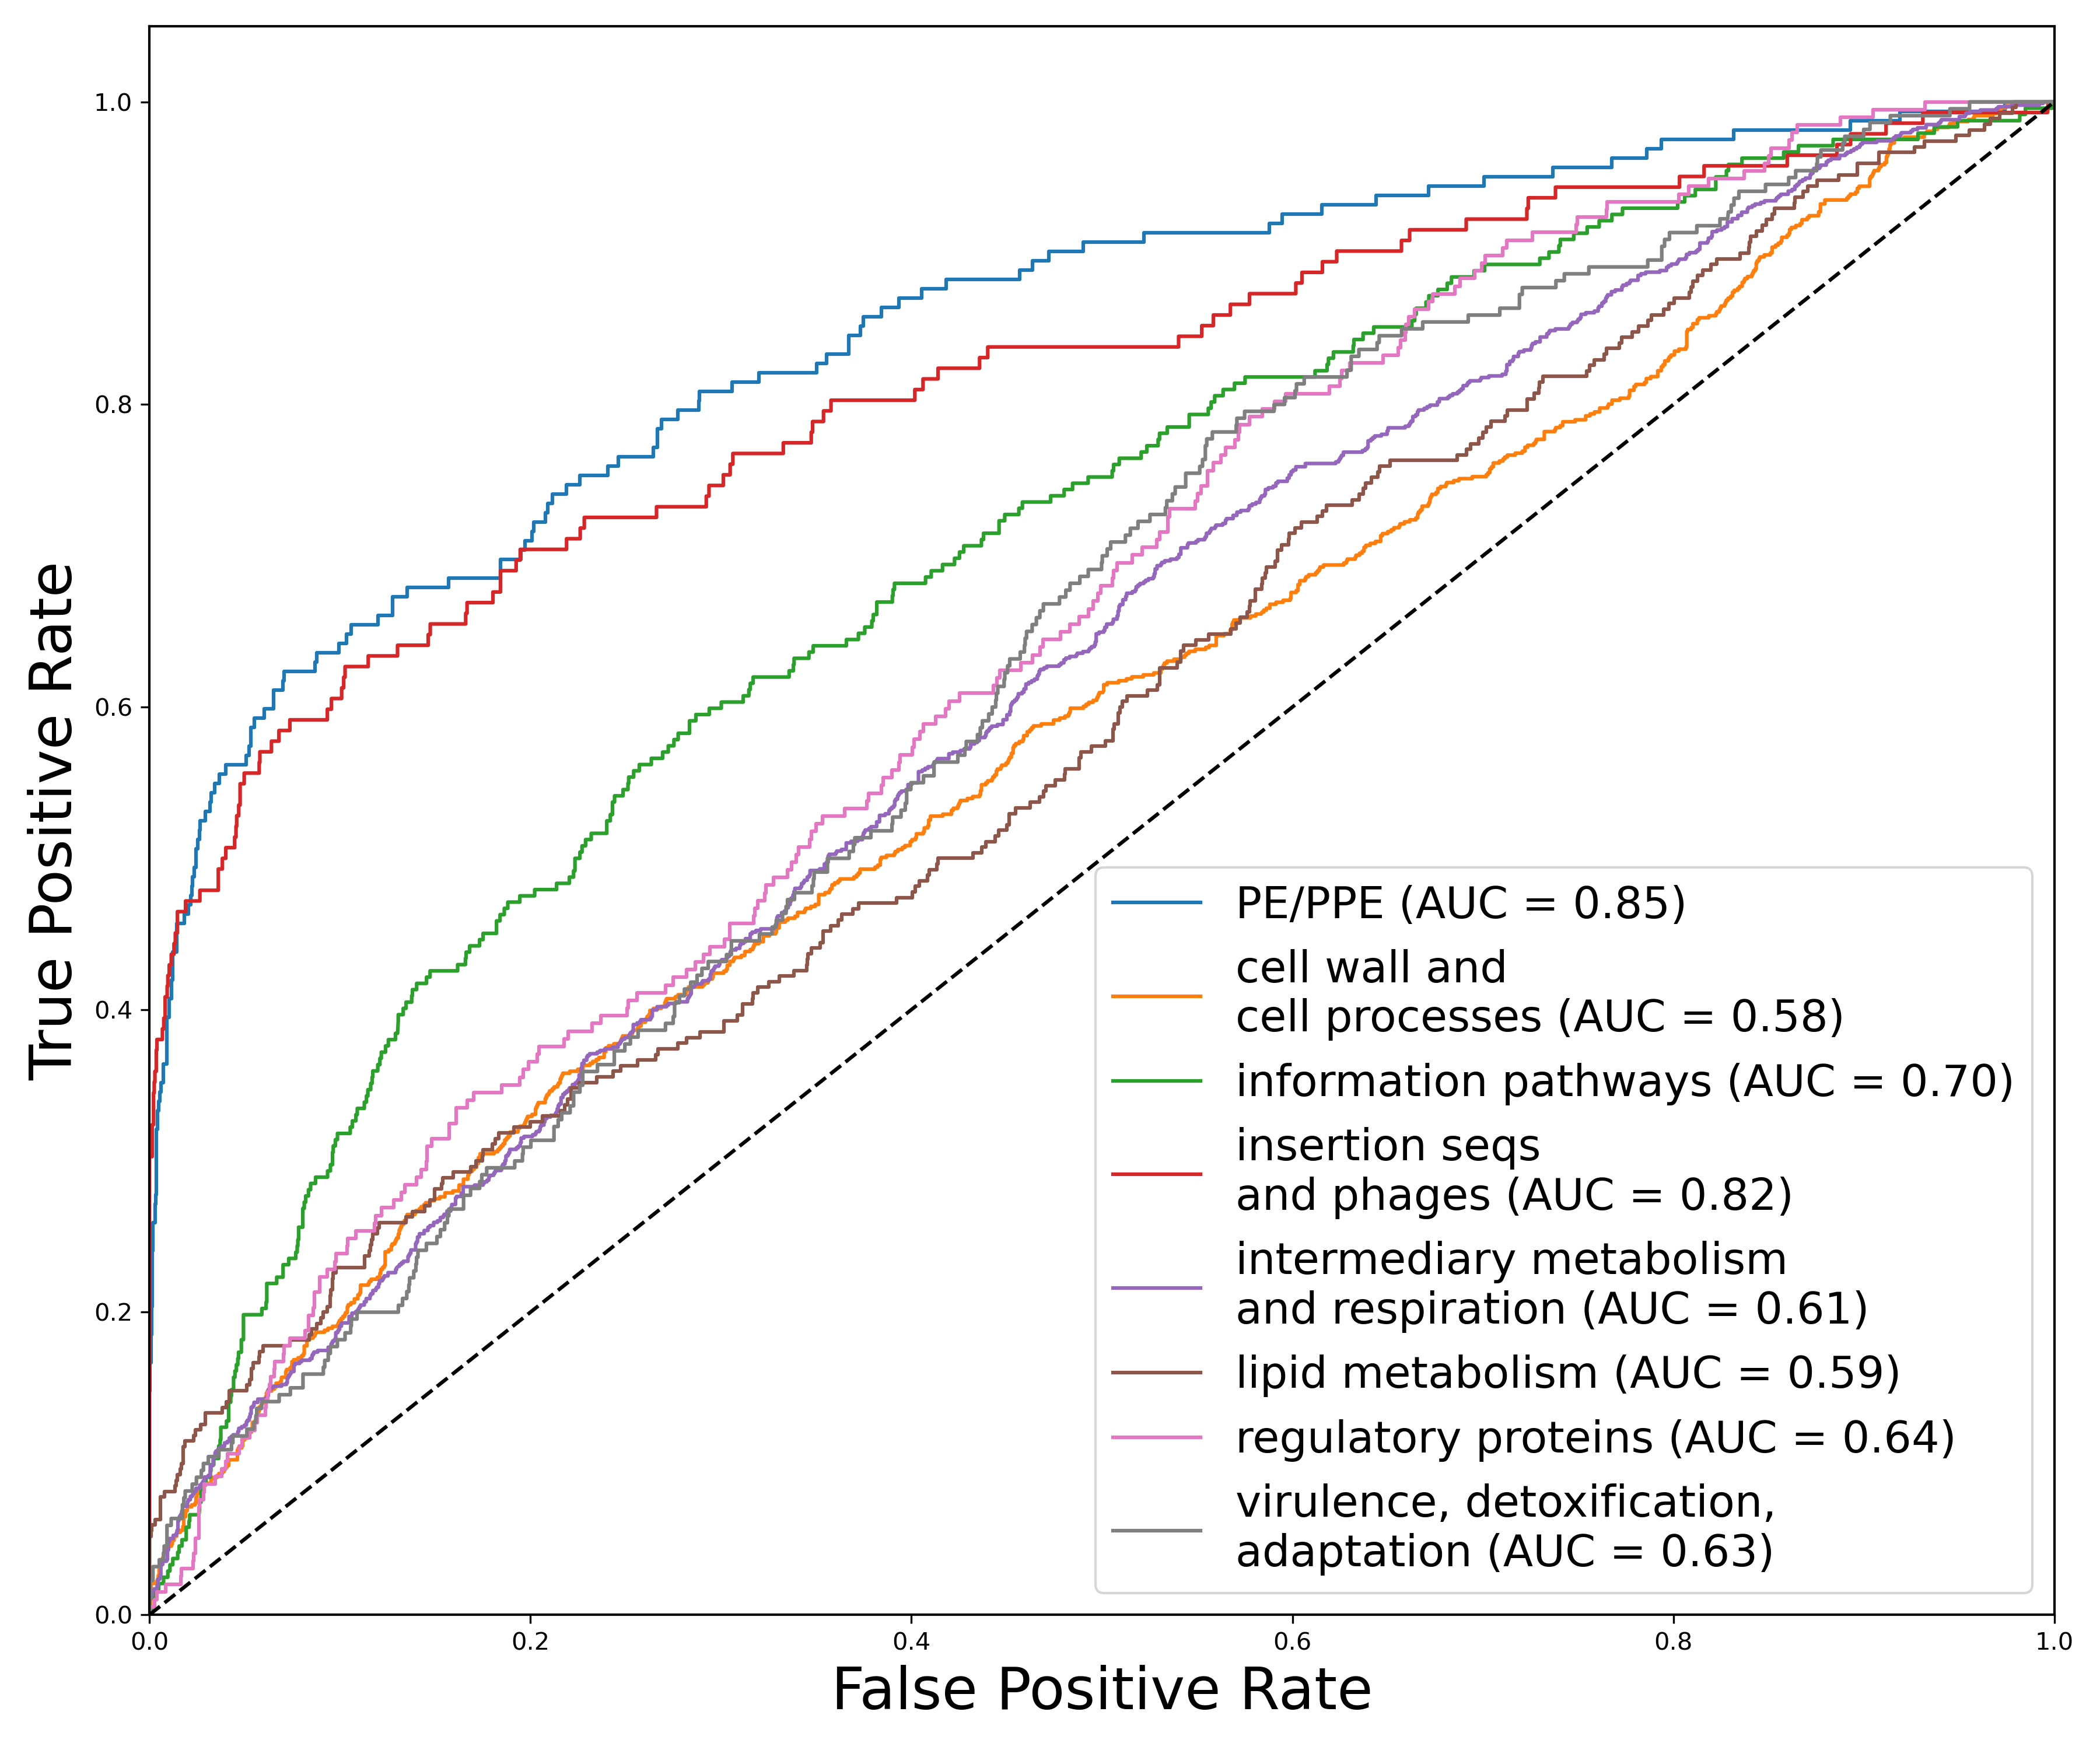 1.0
0.8
0.6
0.4
0.2
0.0
True Positive Rate
0.0 0.2 0.4 0.6 0.8 1.0
False Positive Rate
PE/PPE (AUC = 0.85)
cell wall and
cell processes (AUC = 0.58)
information pathways (AUC = 0.70)
insertion seqs
and phages (AUC = 0.82)
intermediary metabolism
and respiration (AUC = 0.61)
lipid metabolism (AUC = 0.59)
regulatory proteins (AUC = 0.64)
virulence, detoxification,
adaptation (AUC = 0.63)